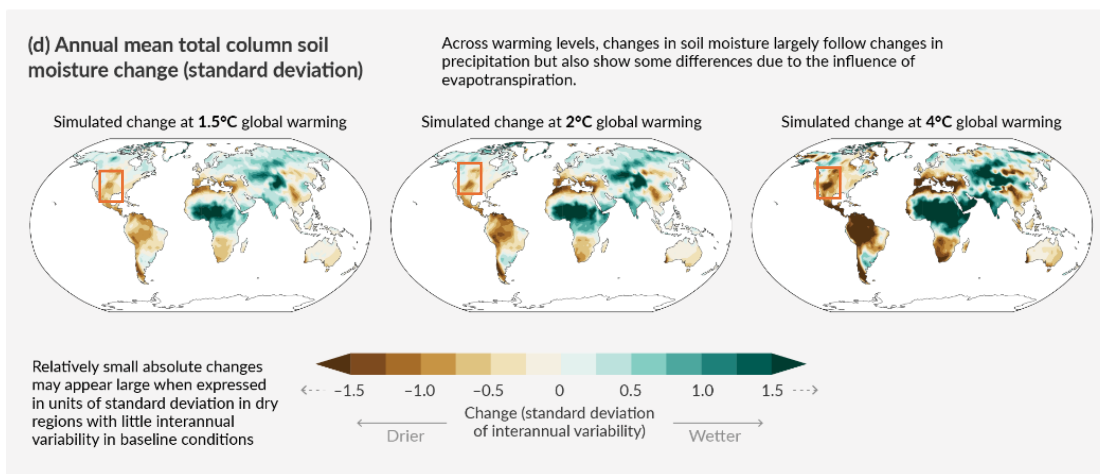 (d) Annual mean total column soil
moisture change (standard deviation)
Across warming levels, changes in soil moisture largely follow changes in
precipitation but also show some differences due to the influence of
evapotranspiration.
Simulated change at 1.5°C global warming
Simulated change at 2°C global warming
Simulated change at 4°C global warming
Relatively small absolute changes
may appear large when expressed
in units of standard deviation in dry
regions with little interannual
variability in baseline conditions
−1.5 −1.0 −0.5 0 0.5 1.0 1.5
Change (standard deviation
of interannual variability)
Drier
Wetter